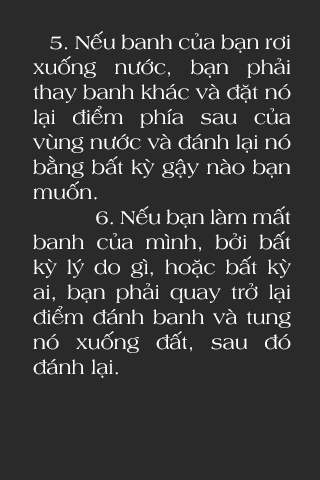 5. Nếu banh của bạn rơi
xuống nước, bạn phải
thay banh khác và đặt nó
lại điểm phía sau của
vùng nước và đánh lại nó
bằng bất kỳ gậy nào bạn
muốn.
6. Nếu bạn làm mất
banh của mình, bởi bất
kỳ lý do gì, hoặc bất kỳ
ai, bạn phải quay trở lại
điểm đánh banh và tung
nó xuống đất, sau đó
đánh lại.